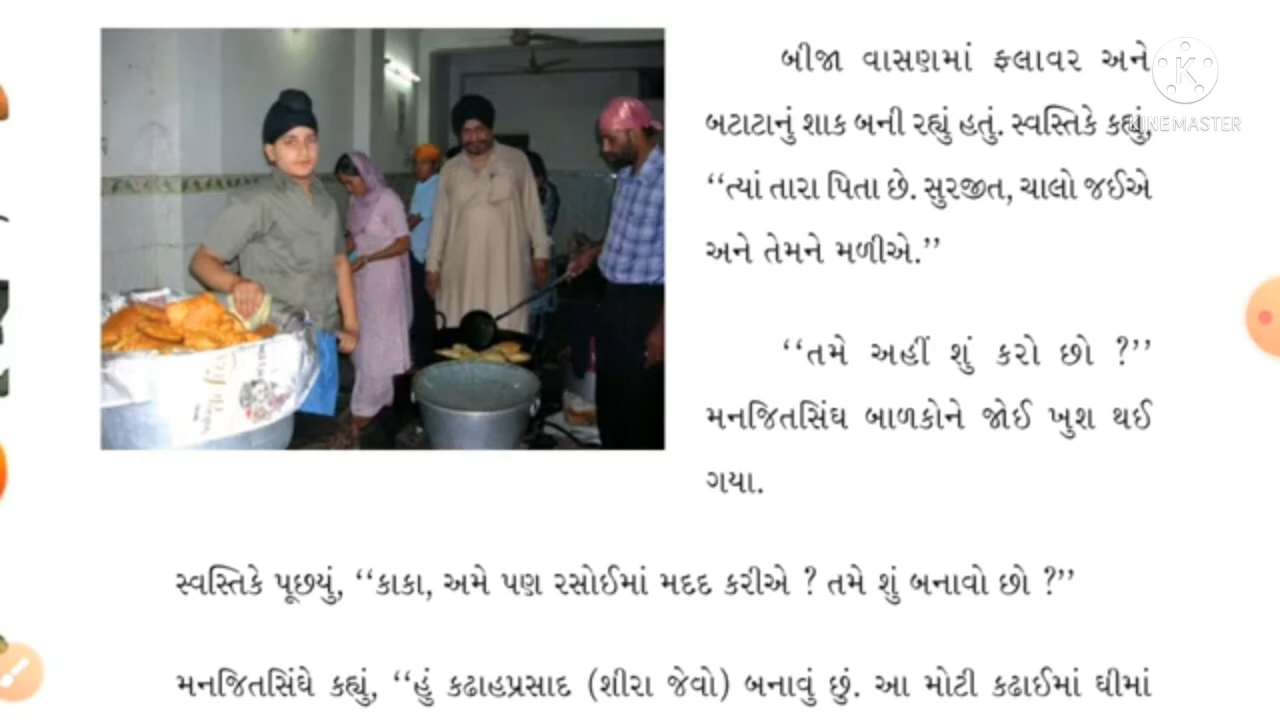 બીજા વાસણમાં ફ્લાવર અને
બટાટાનું શાક બની રહ્યું હતું. સ્વસ્તિકે કહ્યું,
“ત્યાં તારા પિતા છે. સુરજીત, ચાલો જઈએ
અને તેમને મળીએ.”
“તમે અહીં શું કરો છો ?”
મનજિતસિંઘ બાળકોને જોઈ ખુશ થઈ
ગયા.
સ્વસ્તિકે પૂછયું, “કાકા, અમે પણ રસોઈમાં મદદ કરીએ ? તમે શું બનાવો છો ?”
મનજિતસિંઘે કહ્યું, “હું કઢાહપ્રસાદ (શીરા જેવો) બનાવું છું. આ મોટી કઢાઈમાં ઘીમાં
K
KINEMASTER